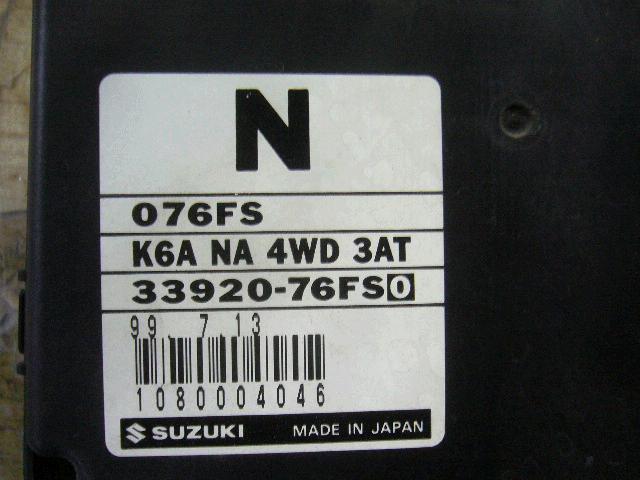 N
076FS
K6A NA 4WD 3AT
33920-76FS0
99. 7.13
1080004046
SUZUKI MADE IN JAPAN